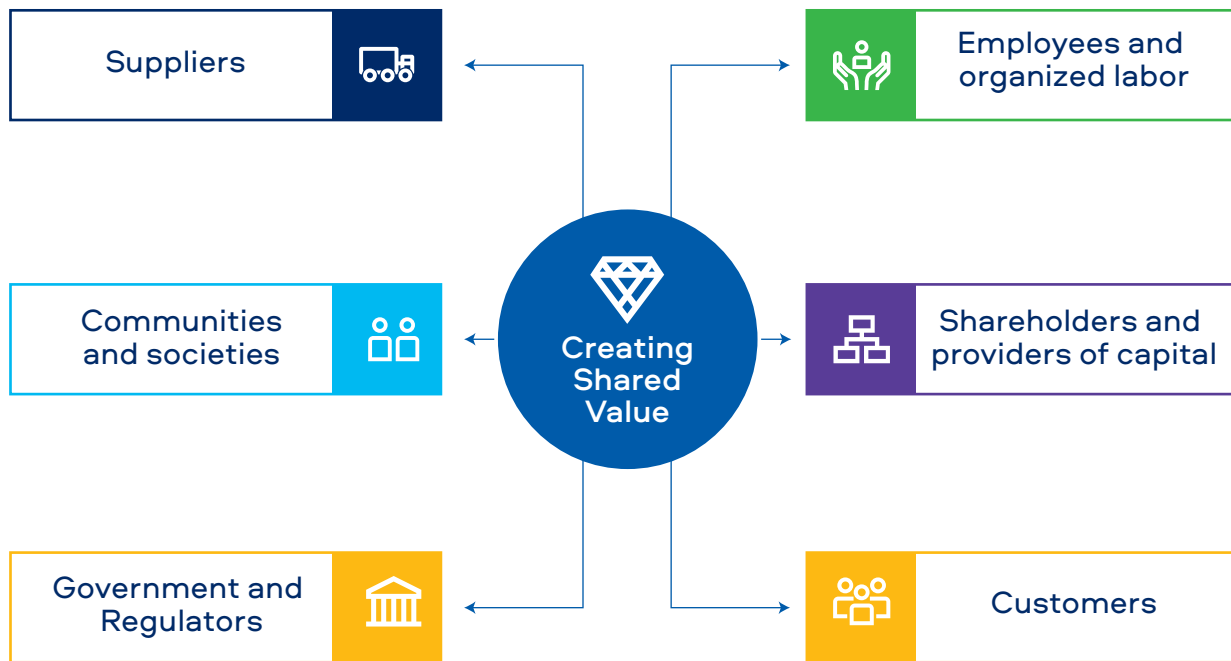 Suppliers
Employees and
organized labor
Communities
and societies
Creating
Shared
Value
Shareholders and
providers of capital
Government and
Regulators
Customers